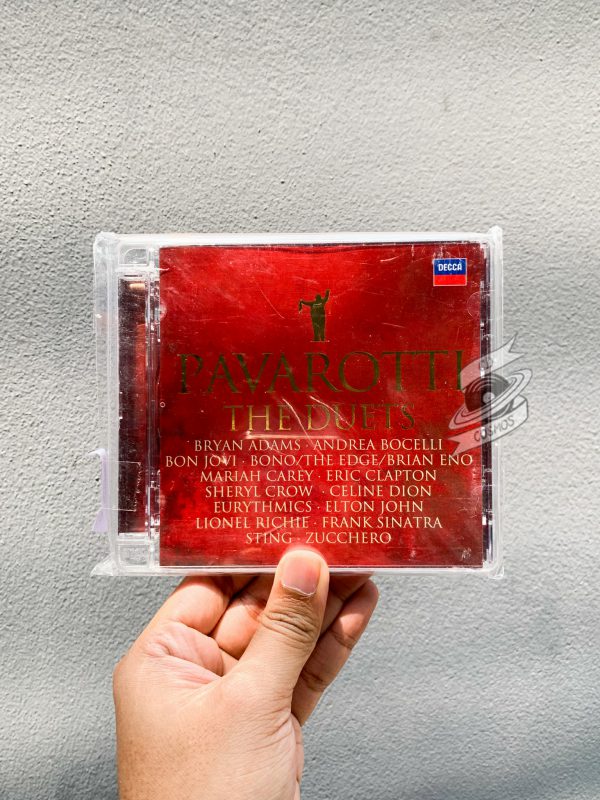 DECCA
PAVAROTTI
THE DUETS
BRYAN ADAMS · ANDREA BOCELLI
BON JOVI · BONO/THE EDGE/BRIAN ENO
MARIAH CAREY · ERIC CLAPTON
SHERYL CROW · CELINE DION
EURYTHMICS · ELTON JOHN
LIONEL RICHIE · FRANK SINATRA
STING · ZUCCHERO
COSMOS